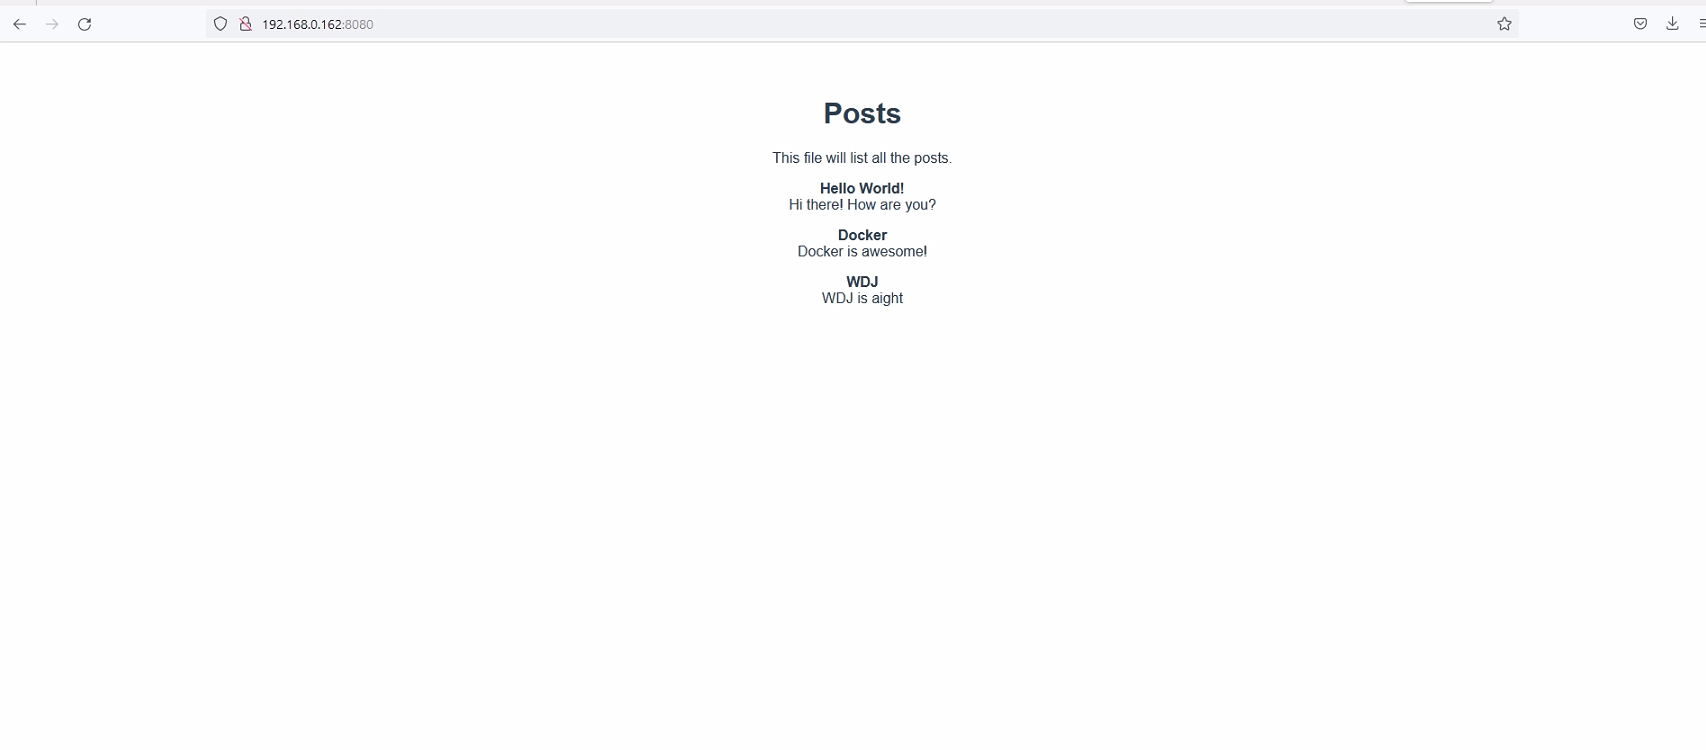 192.168.0.162:8080
Posts
This file will list all the posts.
Hello World!
Hi there! How are you?
Docker
Docker is awesome!
WDJ
WDJ is aight